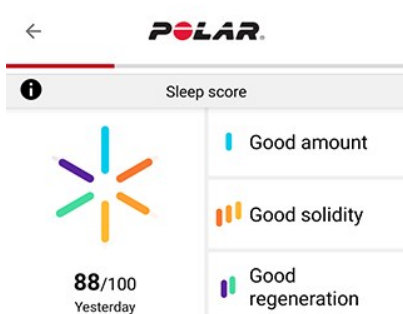 POLAR.
Sleep score
Good amount
Good solidity
Good
regeneration
88/100
Yesterday